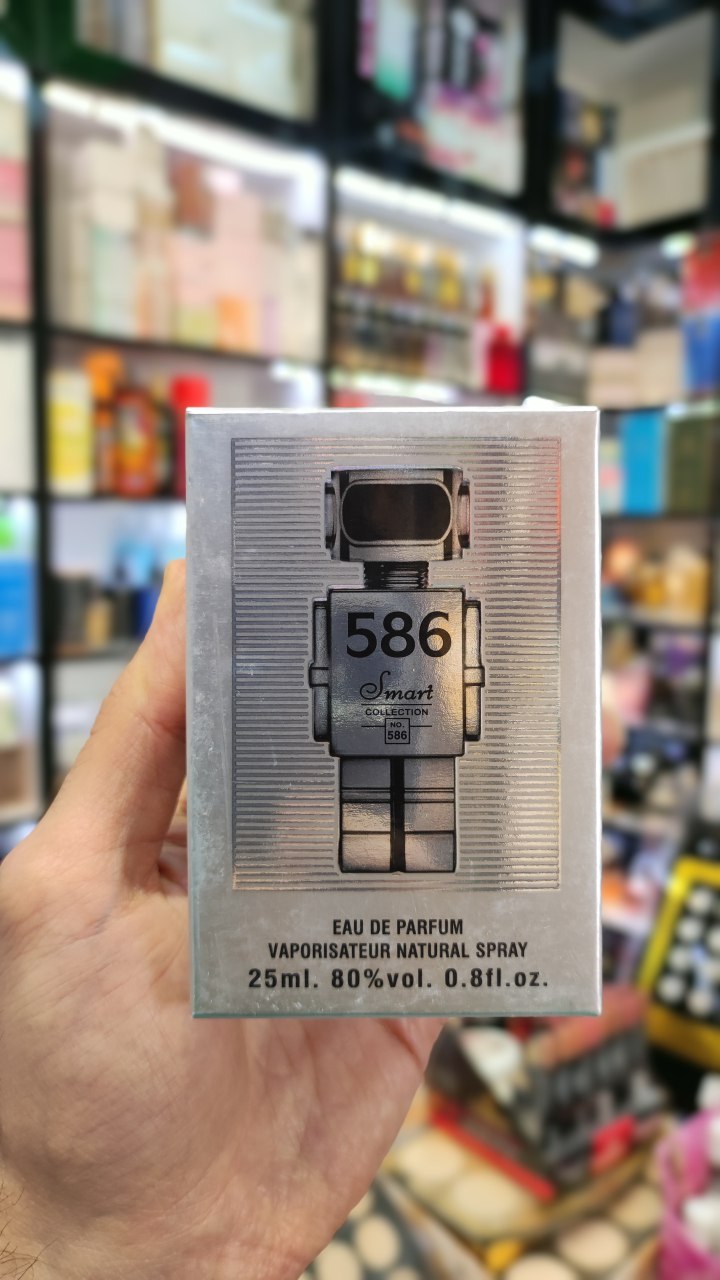 586
Smart
COLLECTION
NO.
586
EAU DE PARFUM
VAPORISATEUR NATURAL SPRAY
25ml. 80%vol. 0.8fl.oz.